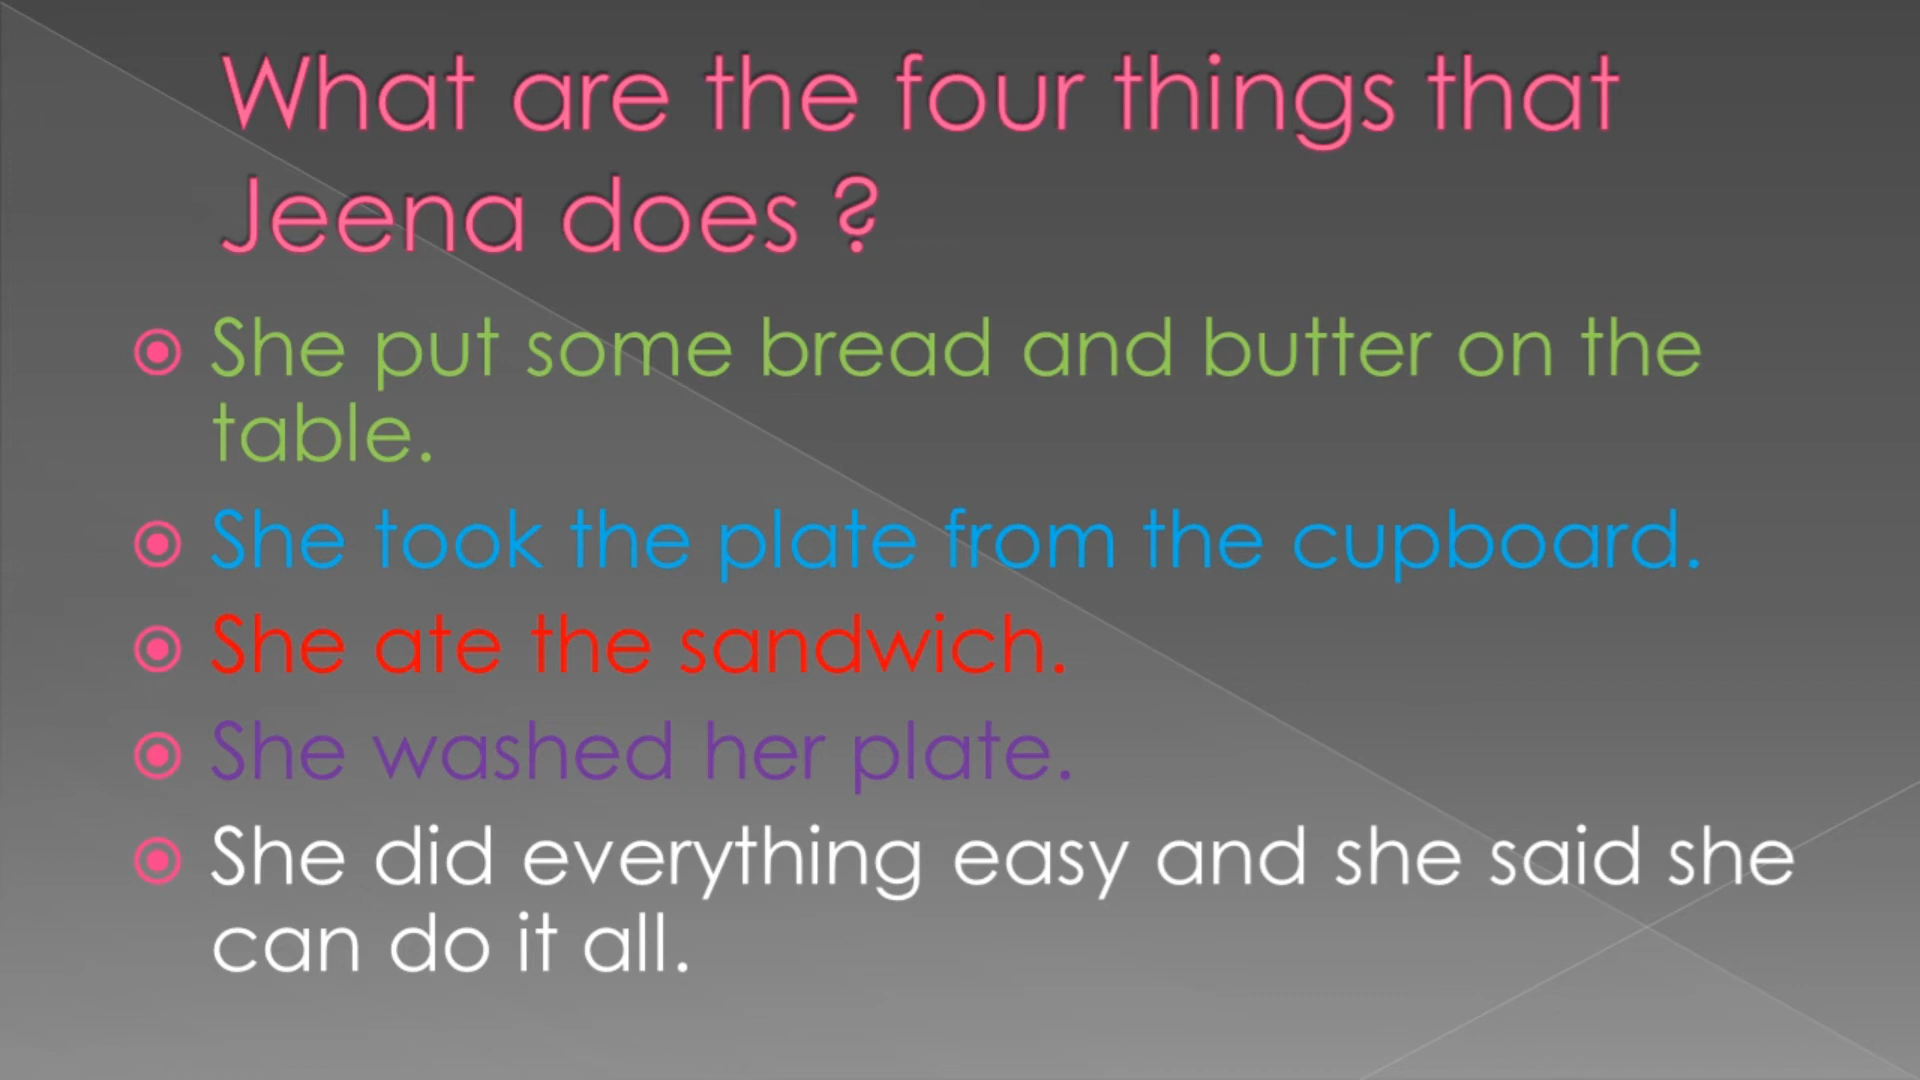 What are the four things that
Jeena does ?
She put some bread and butter on the
table.
She took the plate from the cupboard.
She ate the sandwich.
She washed her plate.
She did everything easy and she said she
can do it all.